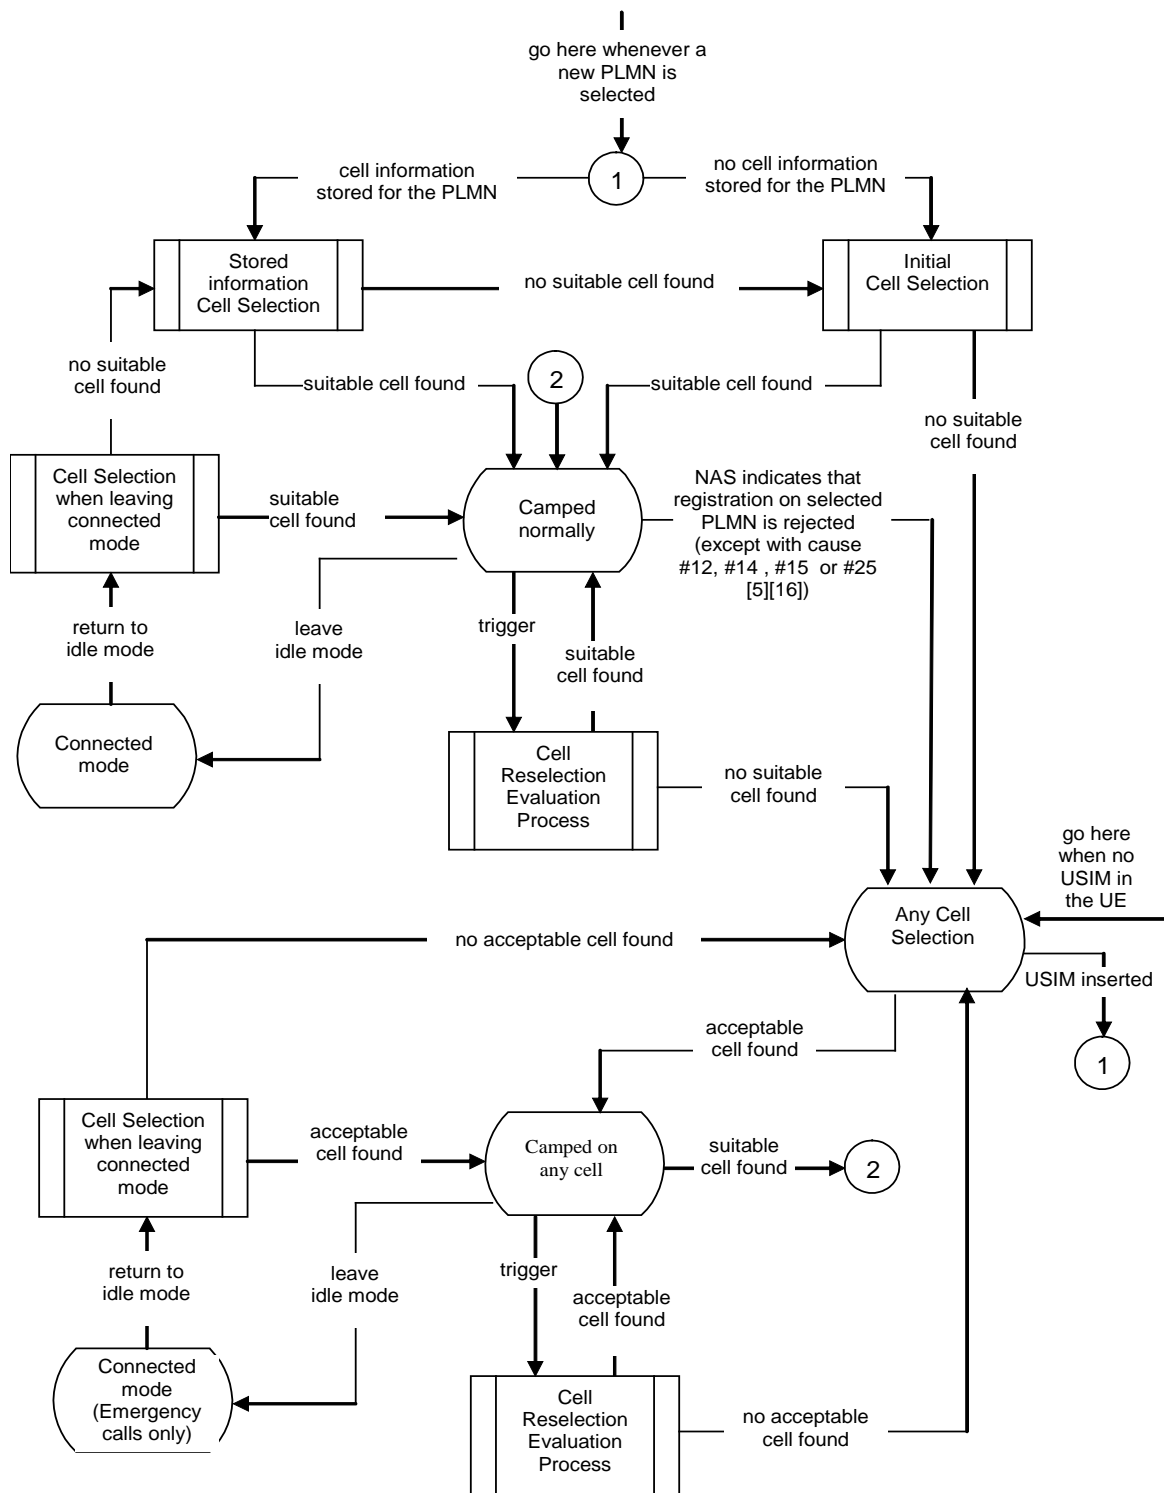 go here whenever a
new PLMN is
selected
1
cell information
stored for the PLMN
no cell information
stored for the PLMN
Stored
information
Cell Selection
no suitable cell found
Initial
Cell Selection
no suitable
cell found
suitable cell found
2
suitable cell found
no suitable
cell found
Cell Selection
when leaving
connected
mode
suitable
cell found
Camped
normally
NAS indicates that
registration on selected
PLMN is rejected
(except with cause
#12, #14 , #15 or #25
[5][16])
return to
idle mode
leave
idle mode
trigger
suitable
cell found
Connected
mode
Cell
Reselection
Evaluation
Process
no suitable
cell found
go here
when no
USIM in
the UE
Any Cell
Selection
no acceptable cell found
USIM inserted
1
acceptable
cell found
Cell Selection
when leaving
connected
mode
acceptable
cell found
Camped on
any cell
suitable
cell found
2
return to
idle mode
leave
idle mode
trigger
acceptable
cell found
Connected
mode
(Emergency
calls only)
Cell
Reselection
Evaluation
Process
no acceptable
cell found